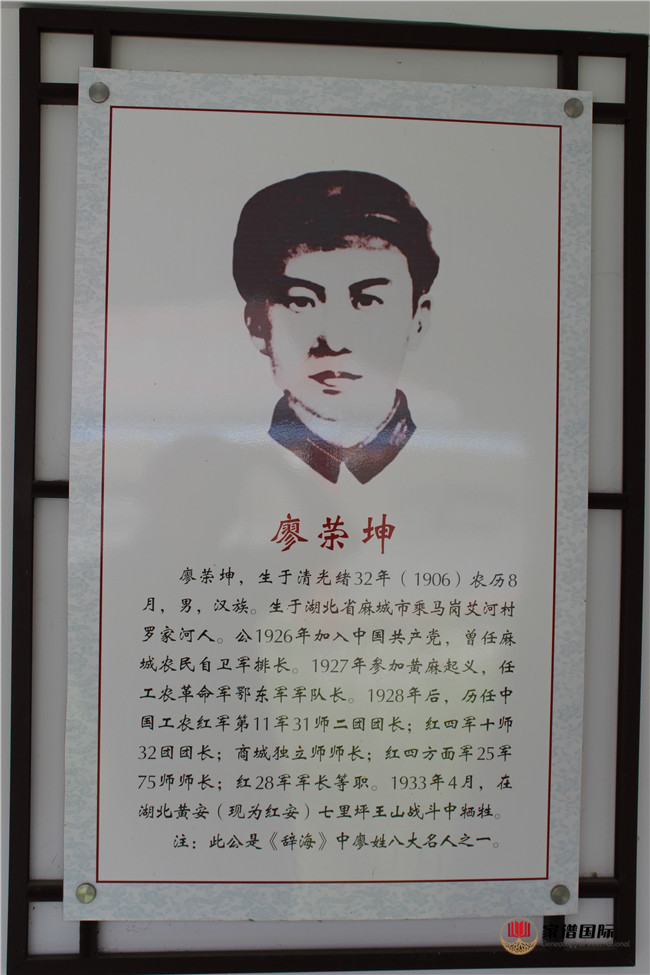 廖荣坤
廖荣坤，生于清光绪32年（1906）农历8
月，男，汉族。生于湖北省麻城市乘马岗艾河村
罗家河人。公1926年加入中国共产党，曾任麻
城农民自卫军排长。1927年参加黄麻起义，任
工农革命军鄂东军军队长。1928年后，历任中
国工农红军第11军31师二团团长；红四军十师
32团团长；商城独立师师长；红四方面军25军
75师师长；红28军军长等职。1933年4月，在
湖北黄安（现为红安）七里坪王山战斗中牺牲。
注：此公是《辞海》中廖姓八大名人之一。
家谱国际
Genealogy International